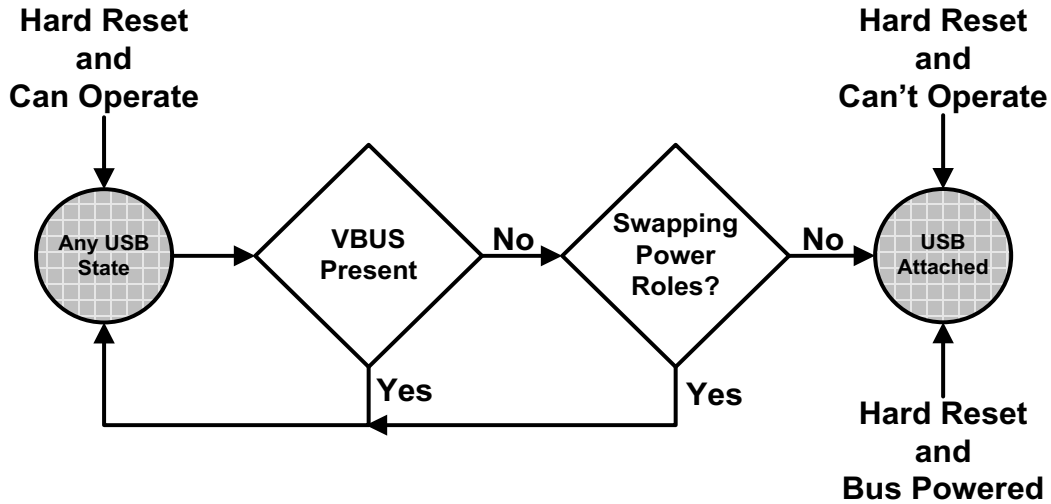 Hard Reset
and
Can Operate
Hard Reset
and
Can't Operate
Any USB
State
VBUS
Present
No
Swapping
Power
Roles?
No
USB
Attached
Yes
Yes
Hard Reset
and
Bus Powered